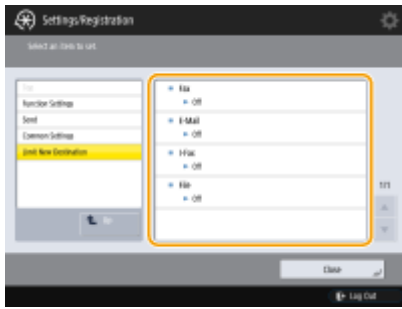 Settings/Registration
Select an item to set.
Top
Function Settings
Send
Common Settings
Limit New Destination
Up
Fax
Off
E-Mail
Off
I-Fax
Off
File
Off
1/1
Close
Log Out